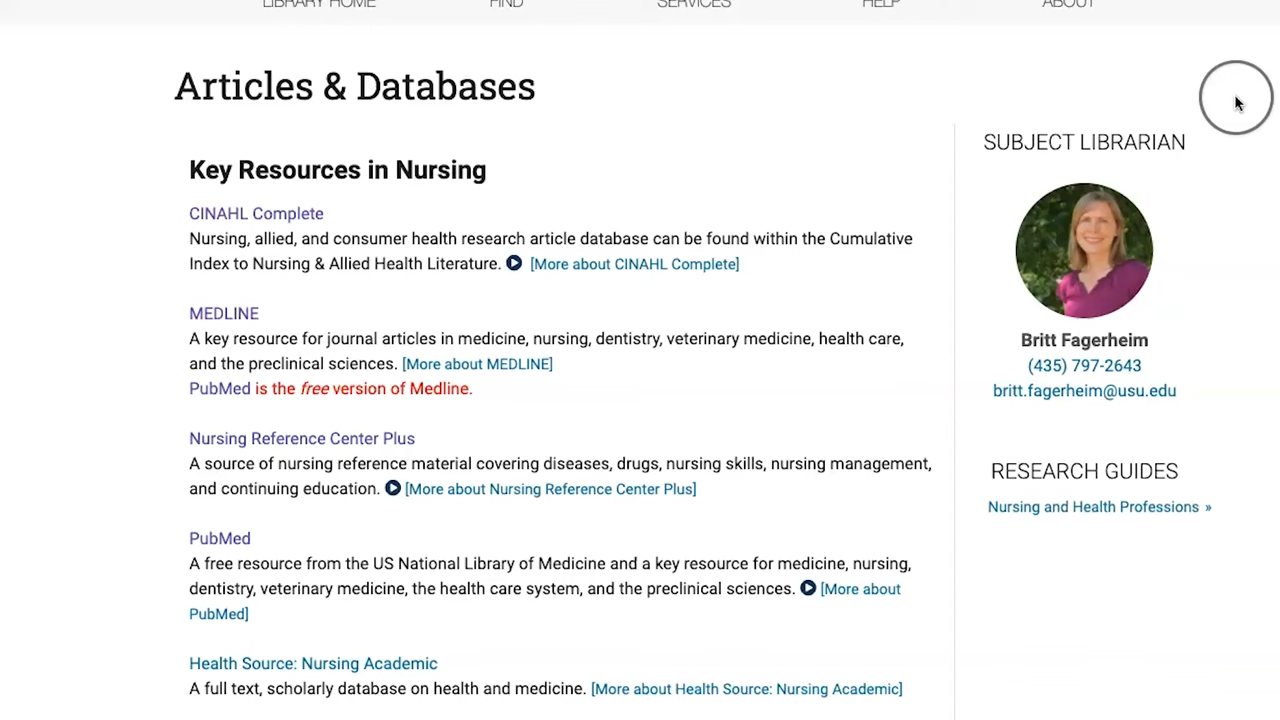 LIBRARY HOME FIND SERVICES HELP ABOUT
Articles & Databases
Key Resources in Nursing
CINAHL Complete
Nursing, allied, and consumer health research article database can be found within the Cumulative
Index to Nursing & Allied Health Literature. [More about CINAHL Complete]
MEDLINE
A key resource for journal articles in medicine, nursing, dentistry, veterinary medicine, health care,
and the preclinical sciences. [More about MEDLINE]
PubMed is the free version of Medline.
Nursing Reference Center Plus
A source of nursing reference material covering diseases, drugs, nursing skills, nursing management,
and continuing education. [More about Nursing Reference Center Plus]
PubMed
A free resource from the US National Library of Medicine and a key resource for medicine, nursing,
dentistry, veterinary medicine, the health care system, and the preclinical sciences. [More about
PubMed]
Health Source: Nursing Academic
A full text, scholarly database on health and medicine. [More about Health Source: Nursing Academic]
SUBJECT LIBRARIAN
Britt Fagerheim
(435) 797-2643
britt.fagerheim@usu.edu
RESEARCH GUIDES
Nursing and Health Professions »